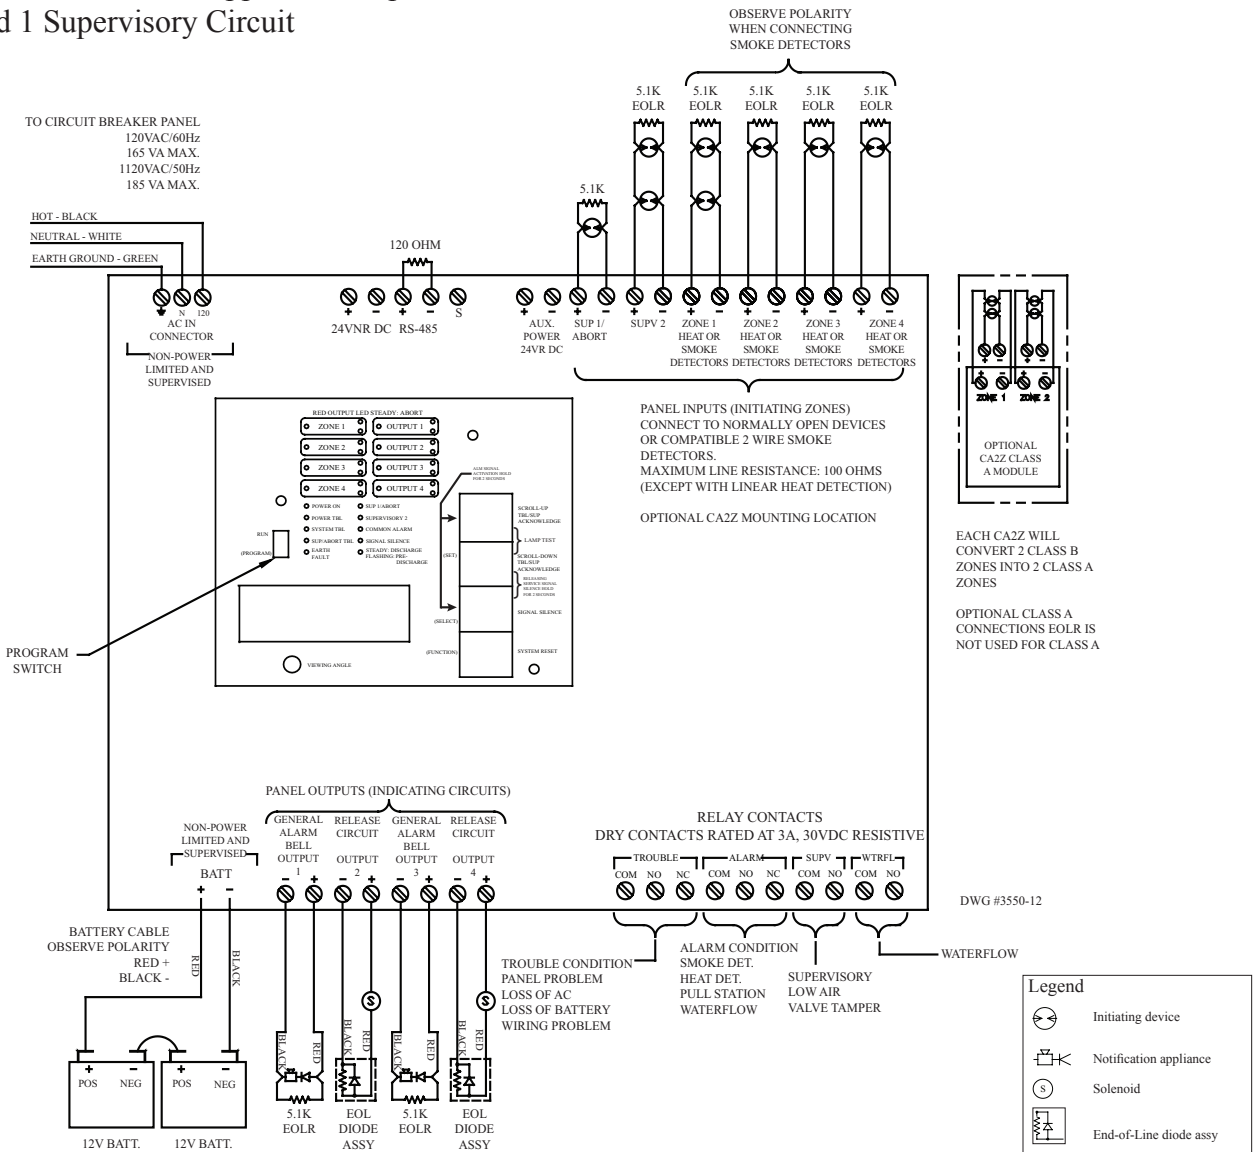 d 1 Supervisory Circuit
OBSERVE POLARITY
WHEN CONNECTING
SMOKE DETECTORS
5.1K
EOLR
5.1K
EOLR
5.1K
EOLR
5.1K
EOLR
5.1K
EOLR
5.1K
TO CIRCUIT BREAKER PANEL
120VAC/60Hz
165 VA MAX.
1120VAC/50Hz
185 VA MAX.
HOT - BLACK
NEUTRAL - WHITE
EARTH GROUND - GREEN
120 OHM
N 120
AC IN
CONNECTOR
NON-POWER
LIMITED AND
SUPERVISED
+ - + - S
24VNR DC RS-485
+ - + - + - + - + - + - + -
AUX.
POWER
24VR DC
SUP 1/
ABORT
SUPV 2
ZONE 1
HEAT OR
SMOKE
DETECTORS
ZONE 2
HEAT OR
SMOKE
DETECTORS
ZONE 3
HEAT OR
SMOKE
DETECTORS
ZONE 4
HEAT OR
SMOKE
DETECTORS
PANEL INPUTS (INITIATING ZONES)
CONNECT TO NORMALLY OPEN DEVICES
OR COMPATIBLE 2 WIRE SMOKE
DETECTORS.
MAXIMUM LINE RESISTANCE: 100 OHMS
(EXCEPT WITH LINEAR HEAT DETECTION)
OPTIONAL CA2Z MOUNTING LOCATION
+ - + -
ZONE 1 ZONE 2
OPTIONAL
CA2Z CLASS
A MODULE
EACH CA2Z WILL
CONVERT 2 CLASS B
ZONES INTO 2 CLASS A
ZONES
OPTIONAL CLASS A
CONNECTIONS EOLR IS
NOT USED FOR CLASS A
RED OUTPUT LED STEADY: ABORT
ZONE 1 OUTPUT 1
ZONE 2 OUTPUT 2
ZONE 3 OUTPUT 3
ZONE 4 OUTPUT 4
POWER ON SUP 1/ABORT
POWER TBL SUPERVISORY 2
SYSTEM TBL COMMON ALARM
SUP/ABORT TBL SIGNAL SILENCE
EARTH
FAULT
STEADY: DISCHARGE
FLASHING: PRE-
DISCHARGE
RUN
(PROGRAM)
ALM SIGNAL
ACTIVATION HOLD
FOR 2 SECONDS
SCROLL-UP
TBL/SUP
ACKNOWLEDGE
LAMP TEST
(SET)
SCROLL-DOWN
TBL/SUP
ACKNOWLEDGE
RELEASING
SERVICE SIGNAL
SILENCE HOLD
FOR 2 SECONDS
SIGNAL SILENCE
(SELECT)
(FUNCTION)
SYSTEM RESET
VIEWING ANGLE
PROGRAM
SWITCH
PANEL OUTPUTS (INDICATING CIRCUITS)
NON-POWER
LIMITED AND
SUPERVISED
BATT
+ -
GENERAL
ALARM
BELL
OUTPUT
- 1 +
RELEASE
CIRCUIT
OUTPUT
- 2 +
GENERAL
ALARM
BELL
OUTPUT
- 3 +
RELEASE
CIRCUIT
OUTPUT
- 4 +
RELAY CONTACTS
DRY CONTACTS RATED AT 3A, 30VDC RESISTIVE
TROUBLE ALARM SUPV WTRFL
COM NO NC COM NO NC COM NO COM NO
DWG #3550-12
BATTERY CABLE
OBSERVE POLARITY
RED +
BLACK -
RED
BLACK
TROUBLE CONDITION
PANEL PROBLEM
LOSS OF AC
LOSS OF BATTERY
WIRING PROBLEM
ALARM CONDITION
SMOKE DET.
HEAT DET.
PULL STATION
WATERFLOW
SUPERVISORY
LOW AIR
VALVE TAMPER
WATERFLOW
S
S
BLACK
RED
BLACK
RED
BLACK
RED
BLACK
RED
+ - + -
POS NEG POS NEG
12V BATT. 12V BATT.
5.1K
EOLR
EOL
DIODE
ASSY
5.1K
EOLR
EOL
DIODE
ASSY
Legend
Initiating device
Notification appliance
S Solenoid
End-of-Line diode assy